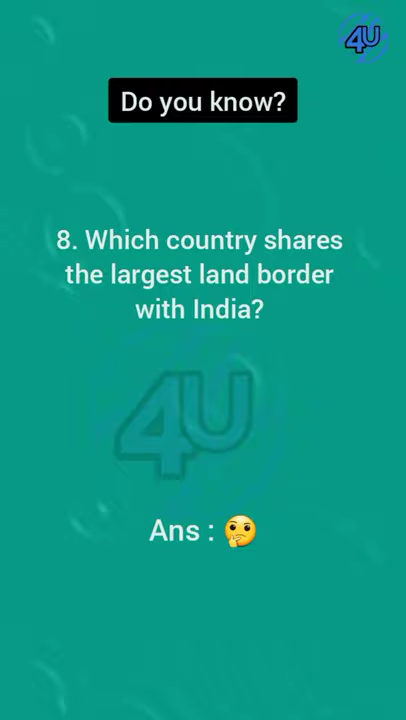 4U
Do you know?
8. Which country shares
the largest land border
with India?
4U
Ans : 🤔